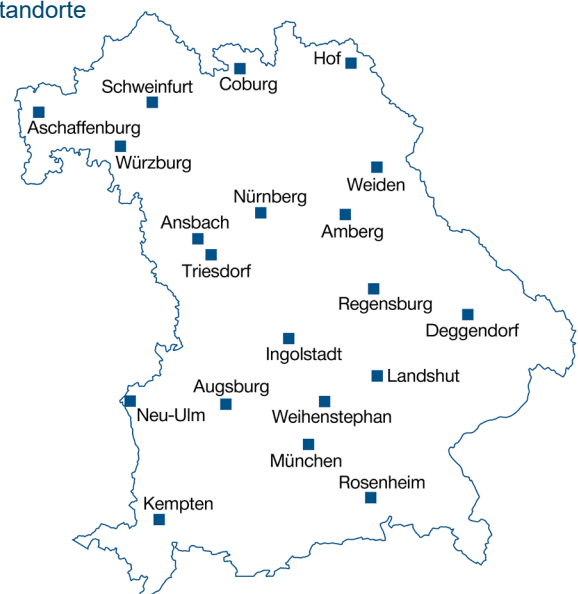 tandorte
Hof
Coburg
Schweinfurt
Aschaffenburg
Würzburg
Weiden
Nürnberg
Ansbach
Amberg
Triesdorf
Regensburg
Deggendorf
Ingolstadt
Landshut
Augsburg
Neu-Ulm
Weihenstephan
München
Rosenheim
Kempten